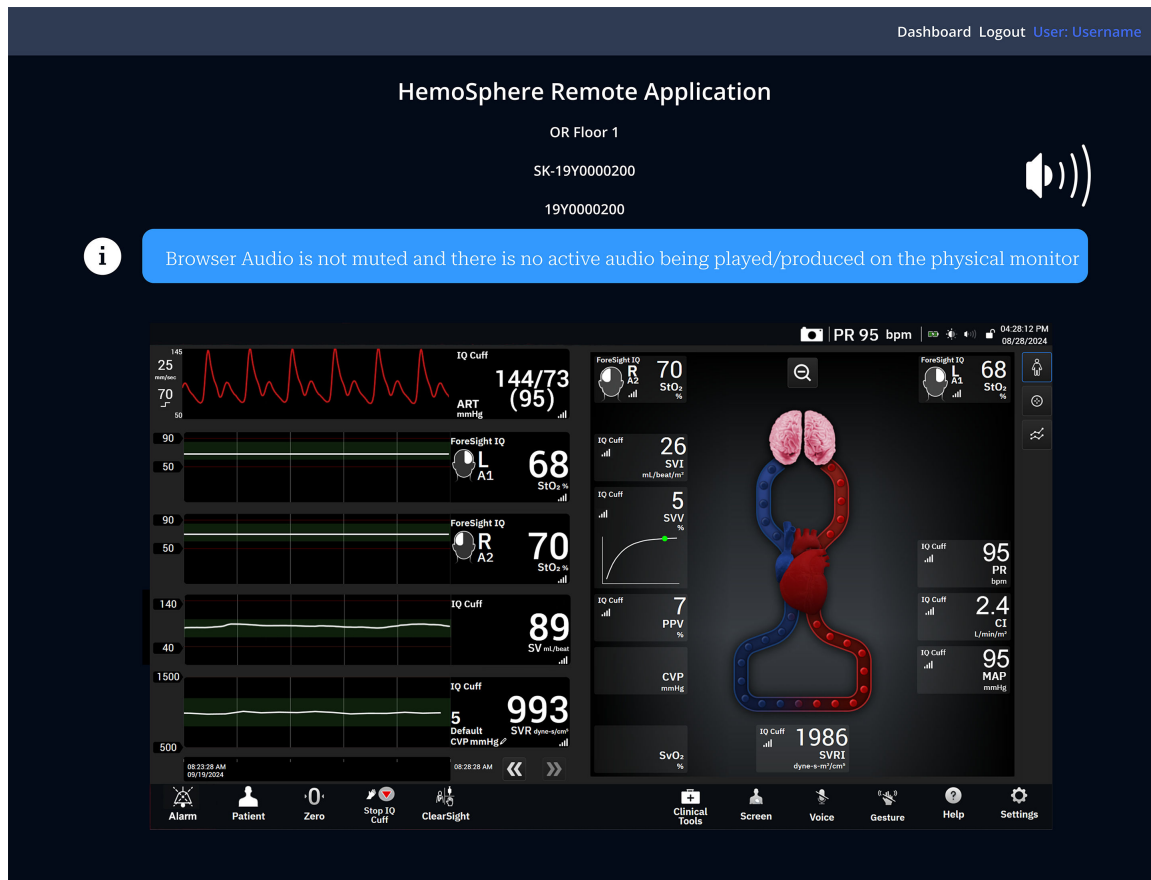 Dashboard Logout User: Username
HemoSphere Remote Application
OR Floor 1
SK-19Y0000200
19Y0000200
i
Browser Audio is not muted and there is no active audio being played/produced on the physical monitor
PR 95 bpm
04:28:12 PM
08/28/2024
145
25
mm/sec
70
50
IQ Cuff
144/73
(95)
ART
mmHg
90
50
ForeSight IQ
L
A1
68
StO₂ %
90
50
ForeSight IQ
R
A2
70
StO₂ %
140
40
IQ Cuff
89
SV mL/beat
1500
500
IQ Cuff
993
5
Default
CVP mmHg
SVR dyne-s/cm⁵
08:23:28 AM
09/19/2024
08:28:28 AM
ForeSight IQ
R
A2
70
StO₂
%
ForeSight IQ
L
A1
68
StO₂
%
IQ Cuff
26
SVI
mL/beat/m²
IQ Cuff
5
SVV
%
IQ Cuff
7
PPV
%
CVP
mmHg
SvO₂
%
IQ Cuff
95
PR
bpm
IQ Cuff
2.4
CI
L/min/m²
IQ Cuff
95
MAP
mmHg
IQ Cuff
1986
SVRI
dyne-s-m²/cm⁵
Alarm
Patient
0
Zero
Stop IQ
Cuff
ClearSight
Clinical
Tools
Screen
Voice
Gesture
?
Help
Settings